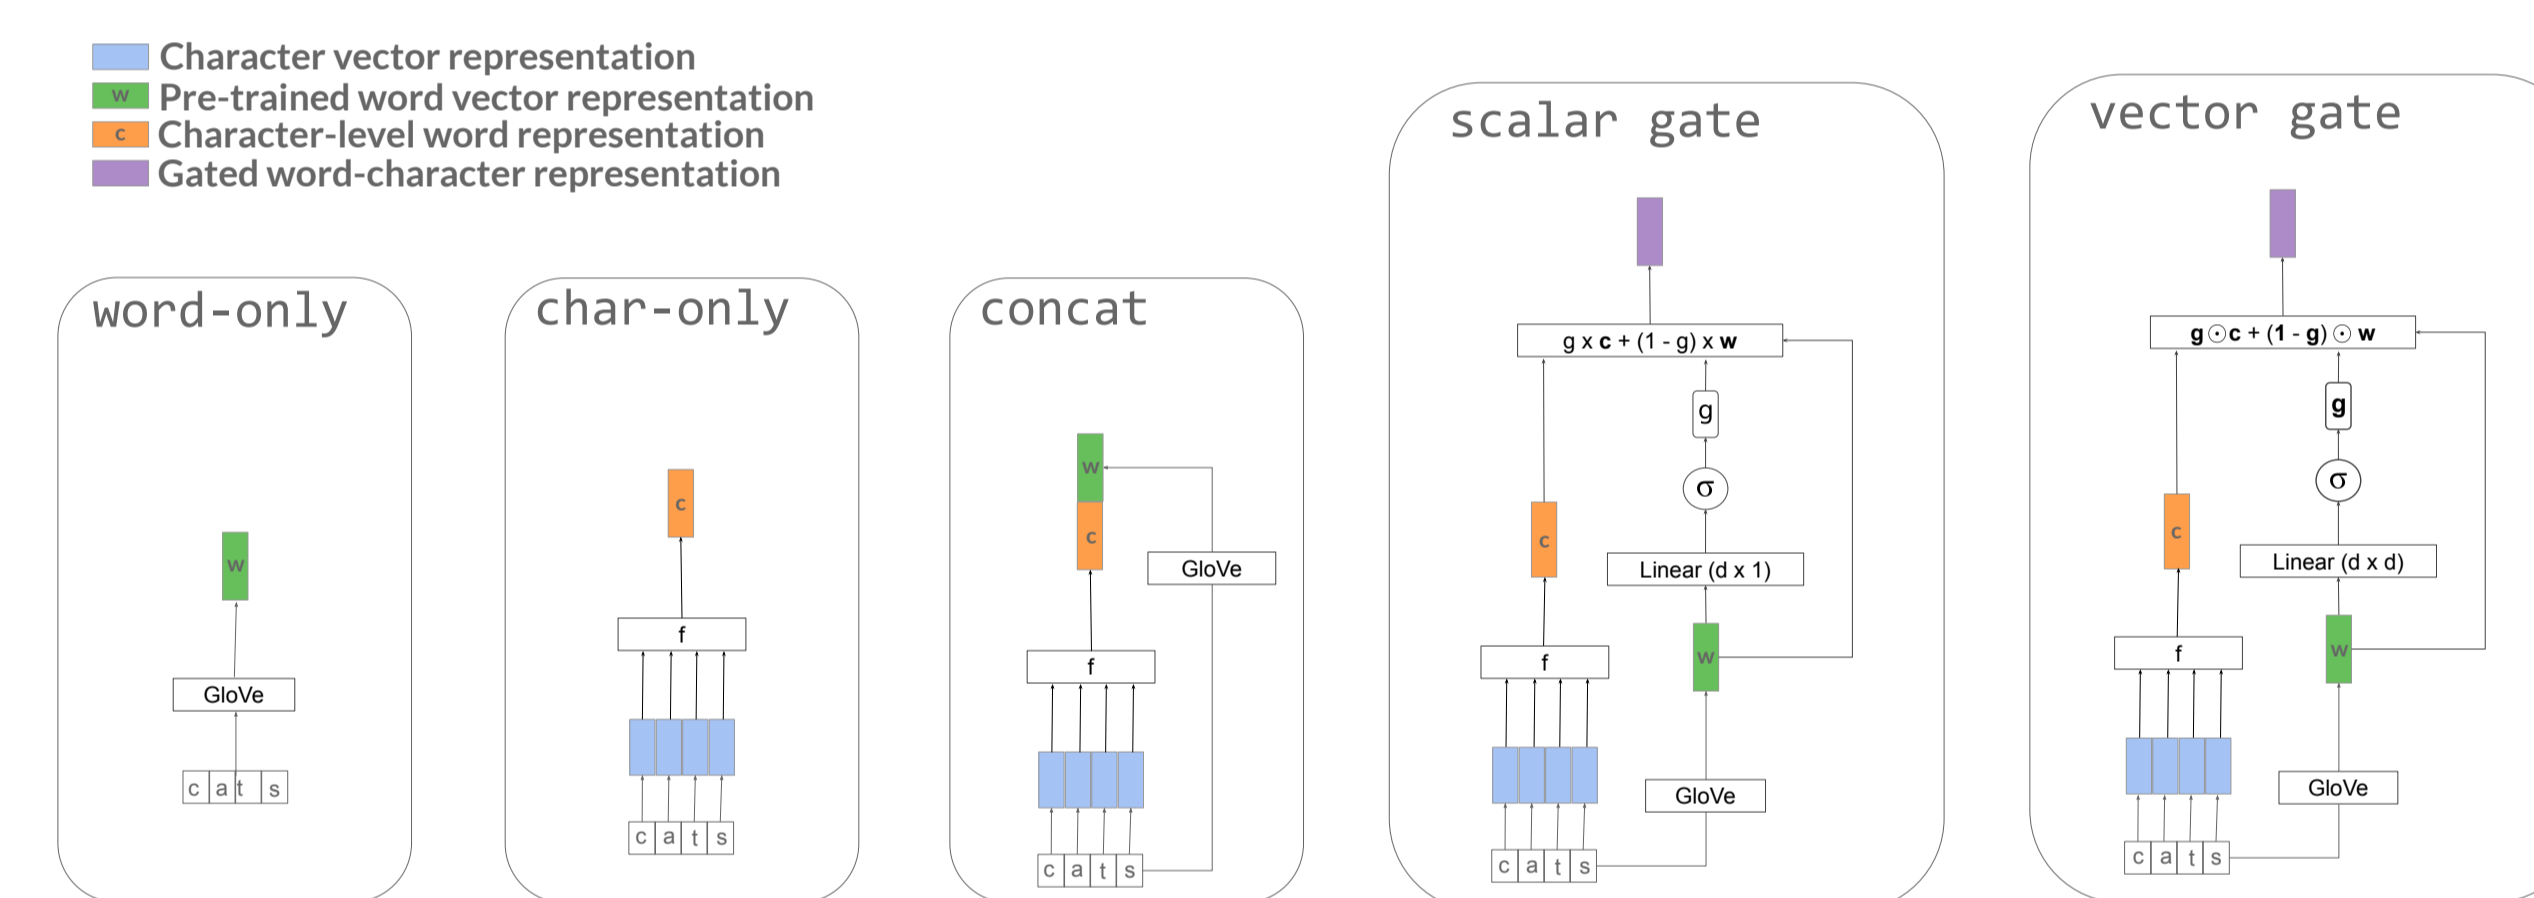 Character vector representation
w Pre-trained word vector representation
c Character-level word representation
Gated word-character representation
word-only
w
GloVe
c a t s
char-only
c
f
c a t s
concat
w
c
GloVe
f
c a t s
scalar gate
g x c + (1 - g) x w
g
σ
c
Linear (d x 1)
w
f
GloVe
c a t s
vector gate
g ⊙ c + (1 - g) ⊙ w
g
σ
c
Linear (d x d)
w
f
GloVe
c a t s